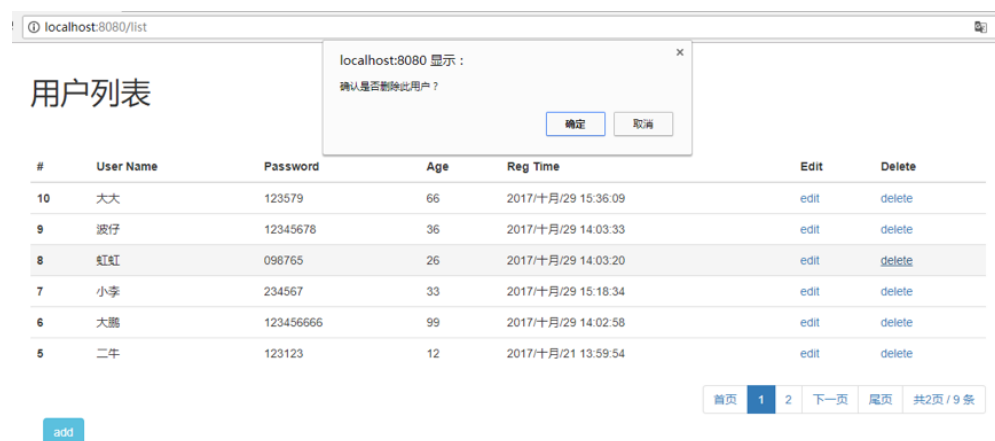 localhost:8080/list
localhost:8080 显示：
确认是否删除此用户？
确定 取消
用户列表
# User Name Password Age Reg Time Edit Delete
10 大大 123579 66 2017/十月/29 15:36:09 edit delete
9 波仔 12345678 36 2017/十月/29 14:03:33 edit delete
8 虹虹 098765 26 2017/十月/29 14:03:20 edit delete
7 小李 234567 33 2017/十月/29 15:18:34 edit delete
6 大鹏 123456666 99 2017/十月/29 14:02:58 edit delete
5 二牛 123123 12 2017/十月/21 13:59:54 edit delete
首页 1 2 下一页 尾页 共2页 / 9 条
add